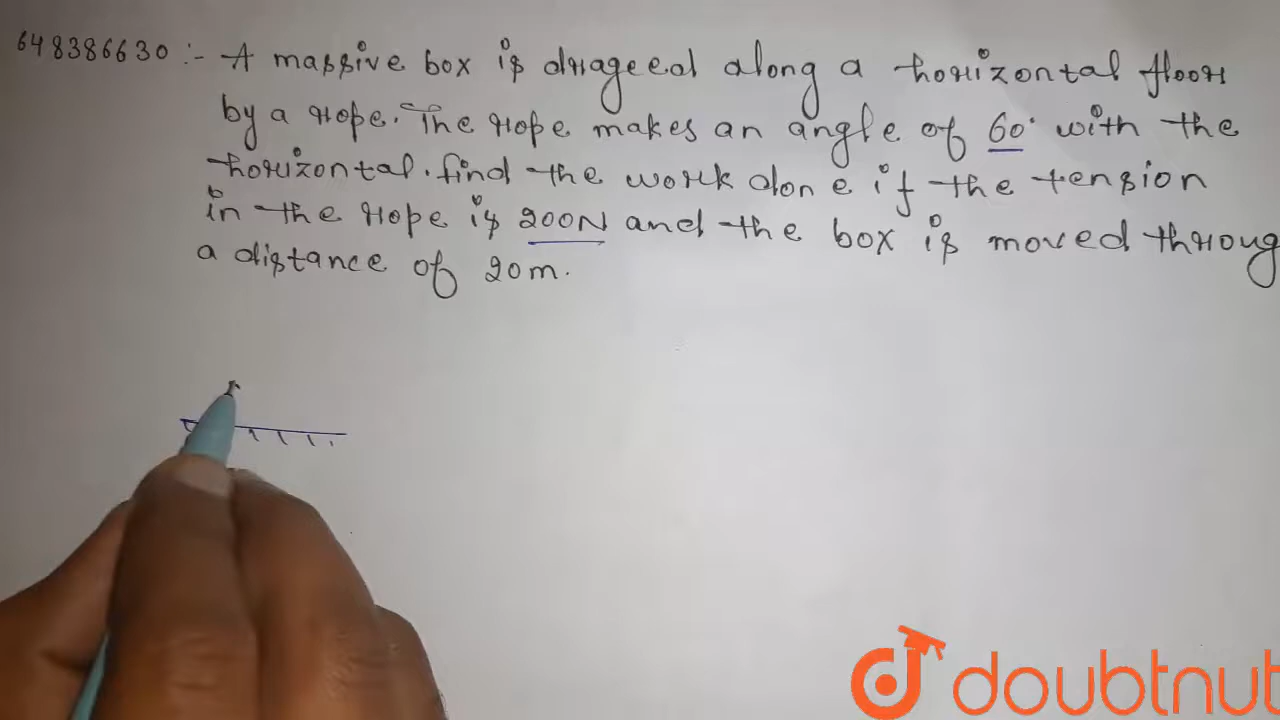 648386630 :- A massive box is drageed along a horizontal floor
by a rope. The rope makes an angle of 60° with the
horizontal. find the work done if the tension
in the rope is 200N and the box is moved throug
a distance of 20m.
doubtnut